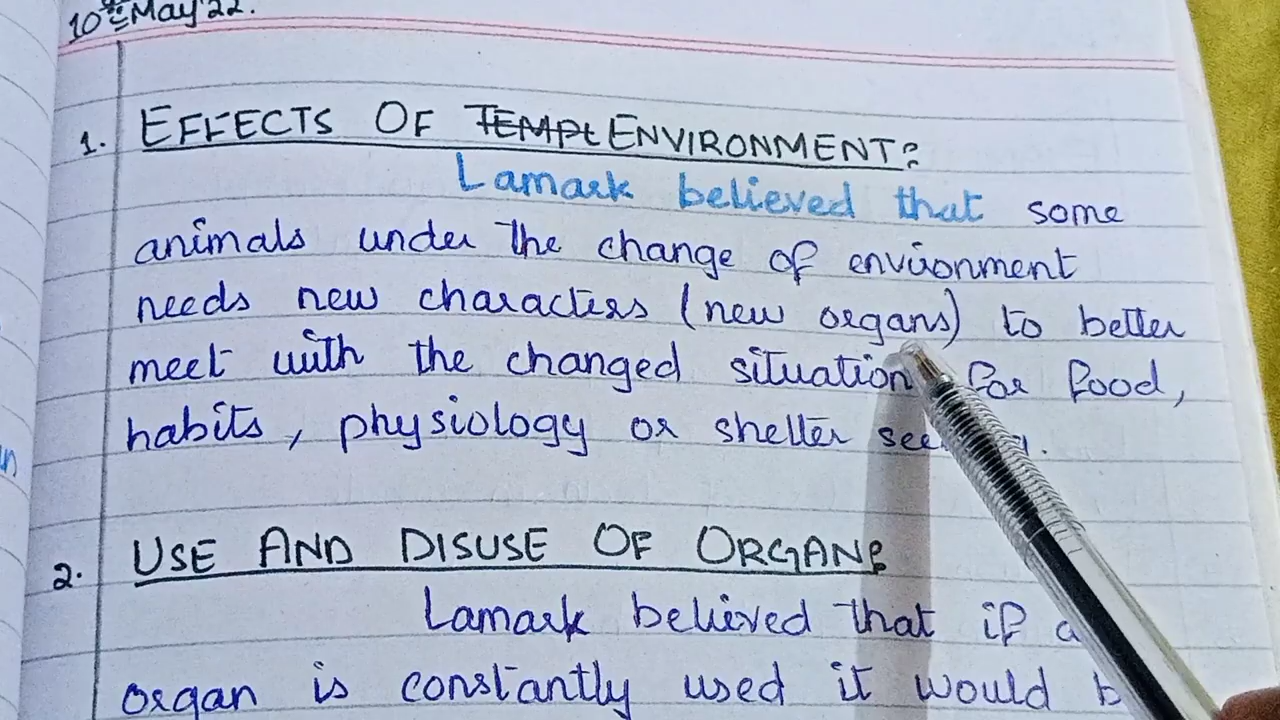 10th May'22.
1. EFFECTS OF TEMPE ENVIRONMENT:
Lamark believed that some
animals under the change of environment
needs new characters (new organs) to better
meet with the changed situation for food,
habits, physiology or shelter
2. USE AND DISUSE OF ORGAN:
Lamark believed that if
organ is constantly used it would